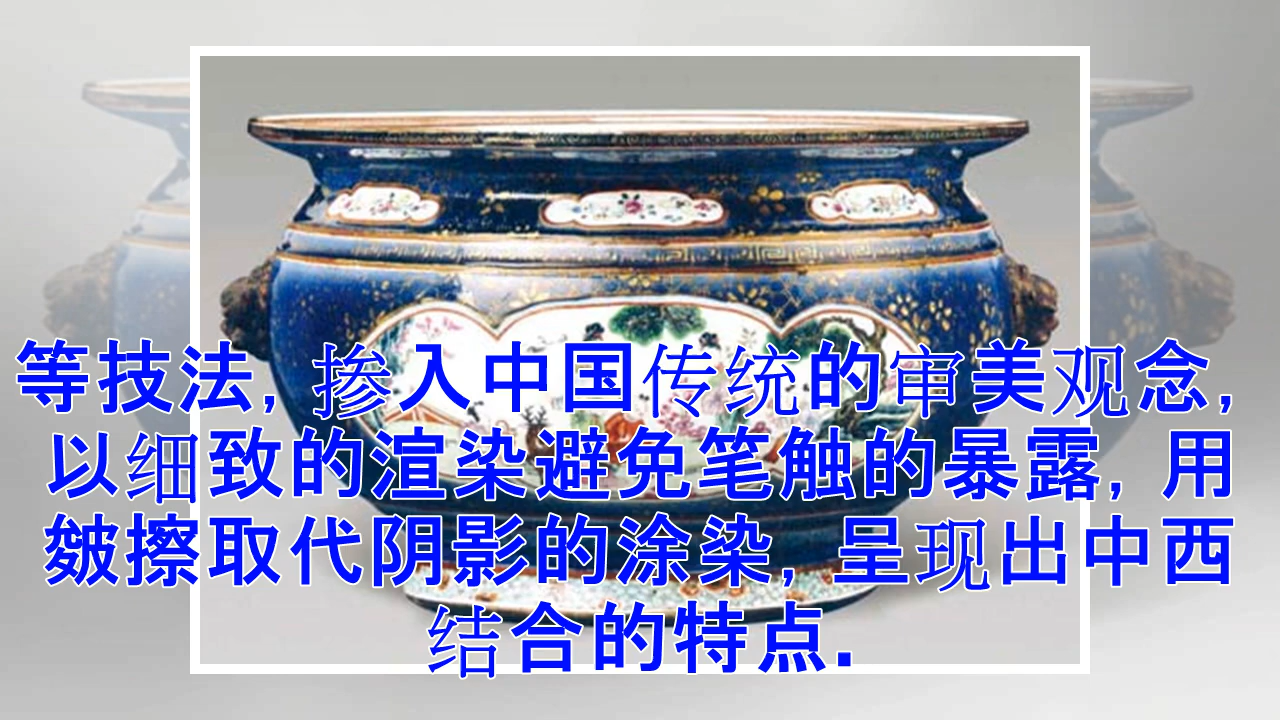 等技法, 掺入中国传统的审美观念,
以细致的渲染避免笔触的暴露, 用
皴擦取代阴影的涂染, 呈现出中西
结合的特点.